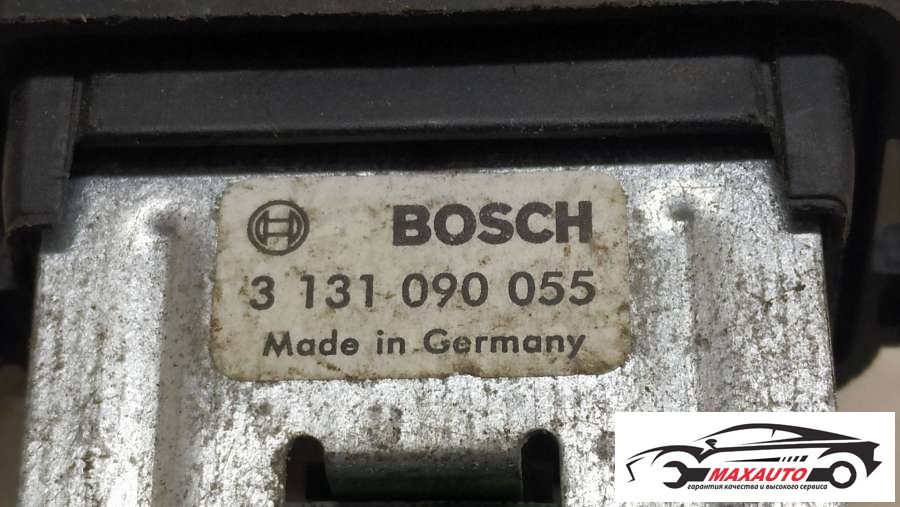 BOSCH
3 131 090 055
Made in Germany
MAXAUTO
гарантия качества и высокого сервиса